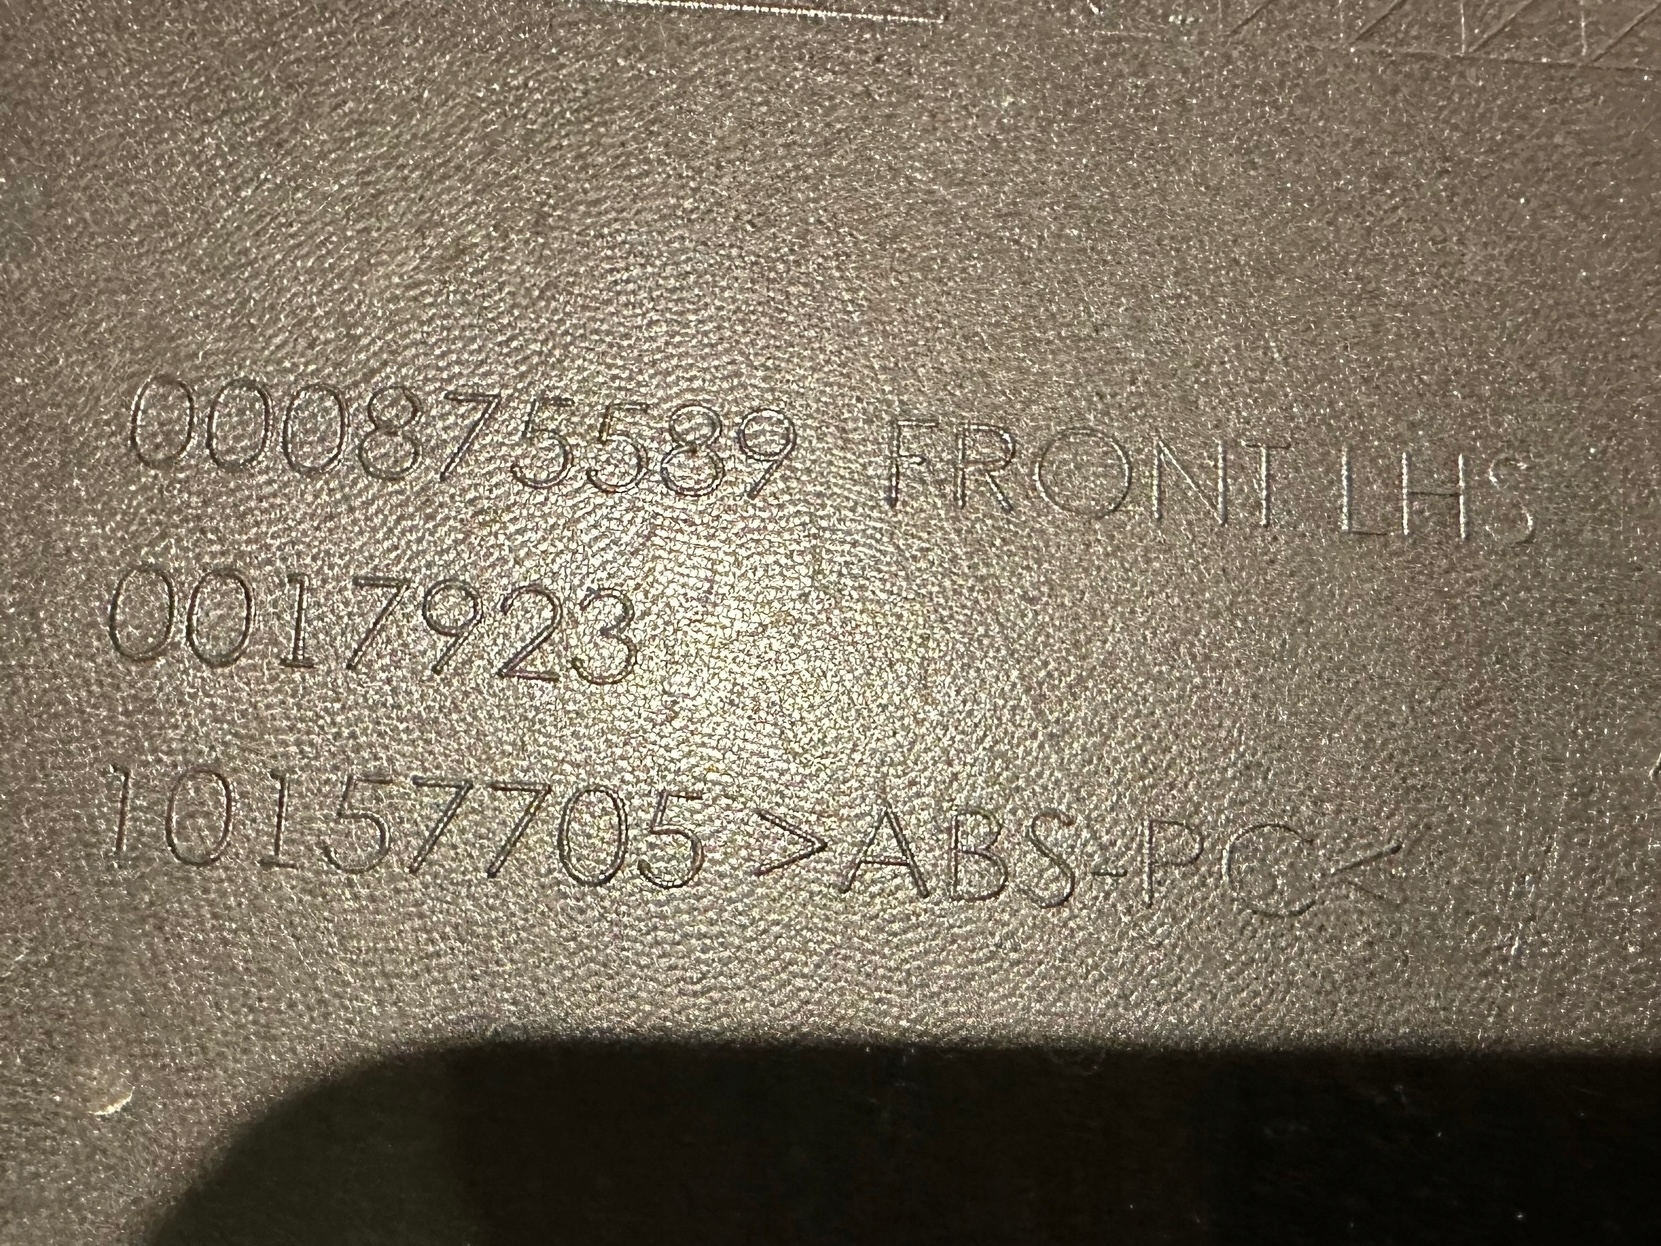 000875589 FRONT LHS
0017923
10157705 >ABS-PC<